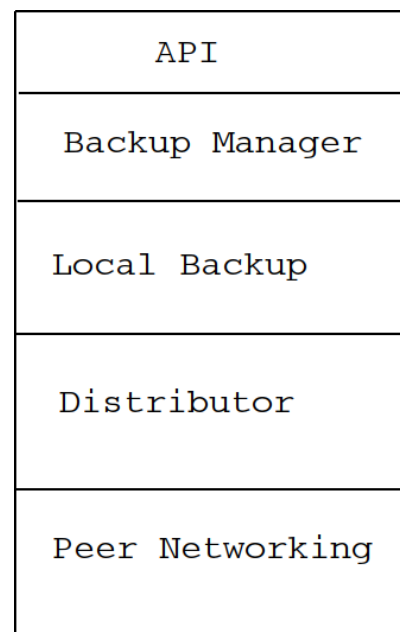 API
Backup Manager
Local Backup
Distributor
Peer Networking